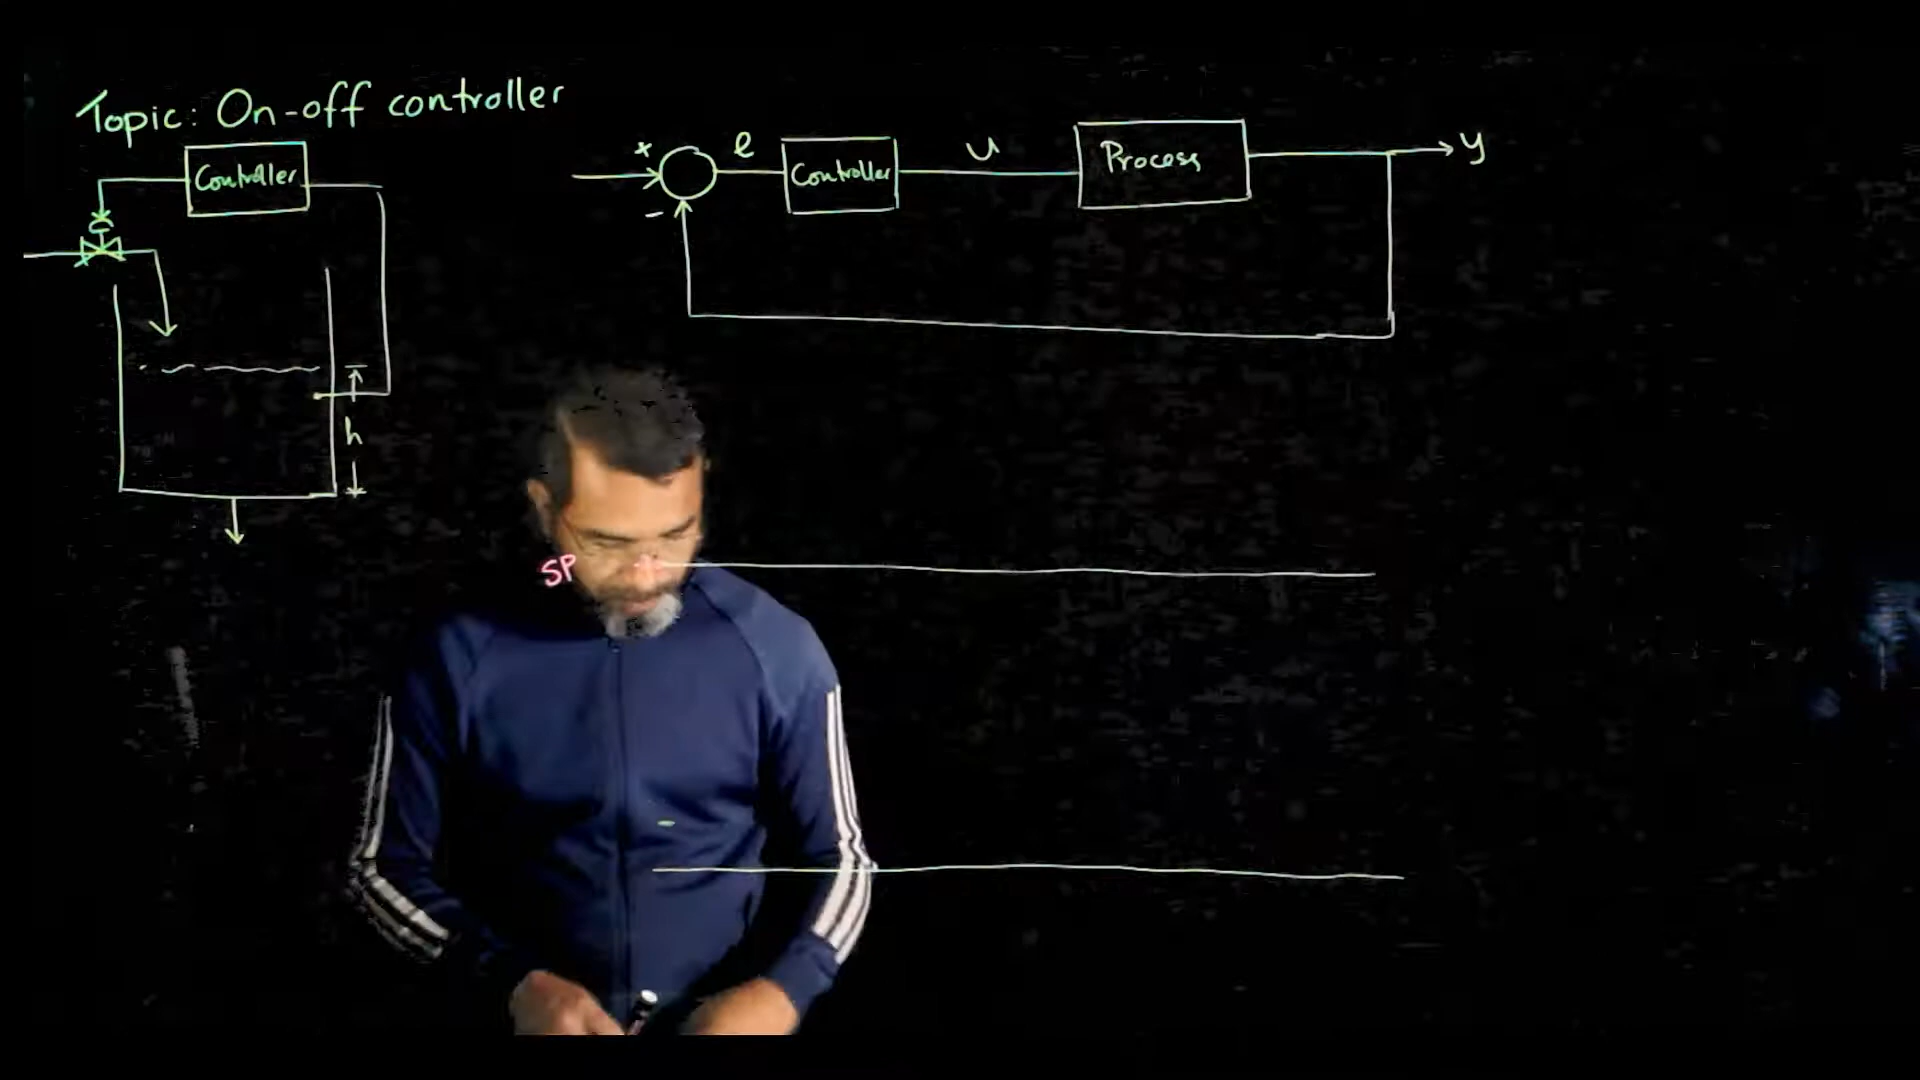 Topic: On-off controller
Controller
+ e Controller u Process y
-
h
SP